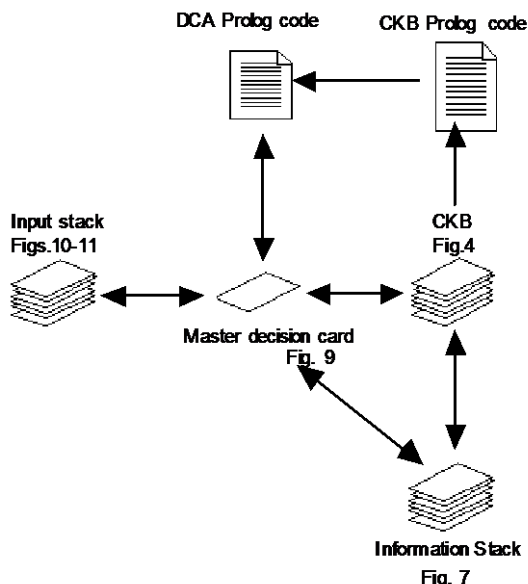 DCA Prolog code
CKB Prolog code
Input stack
Figs.10-11
CKB
Fig.4
Master decision card
Fig. 9
Information Stack
Fig. 7